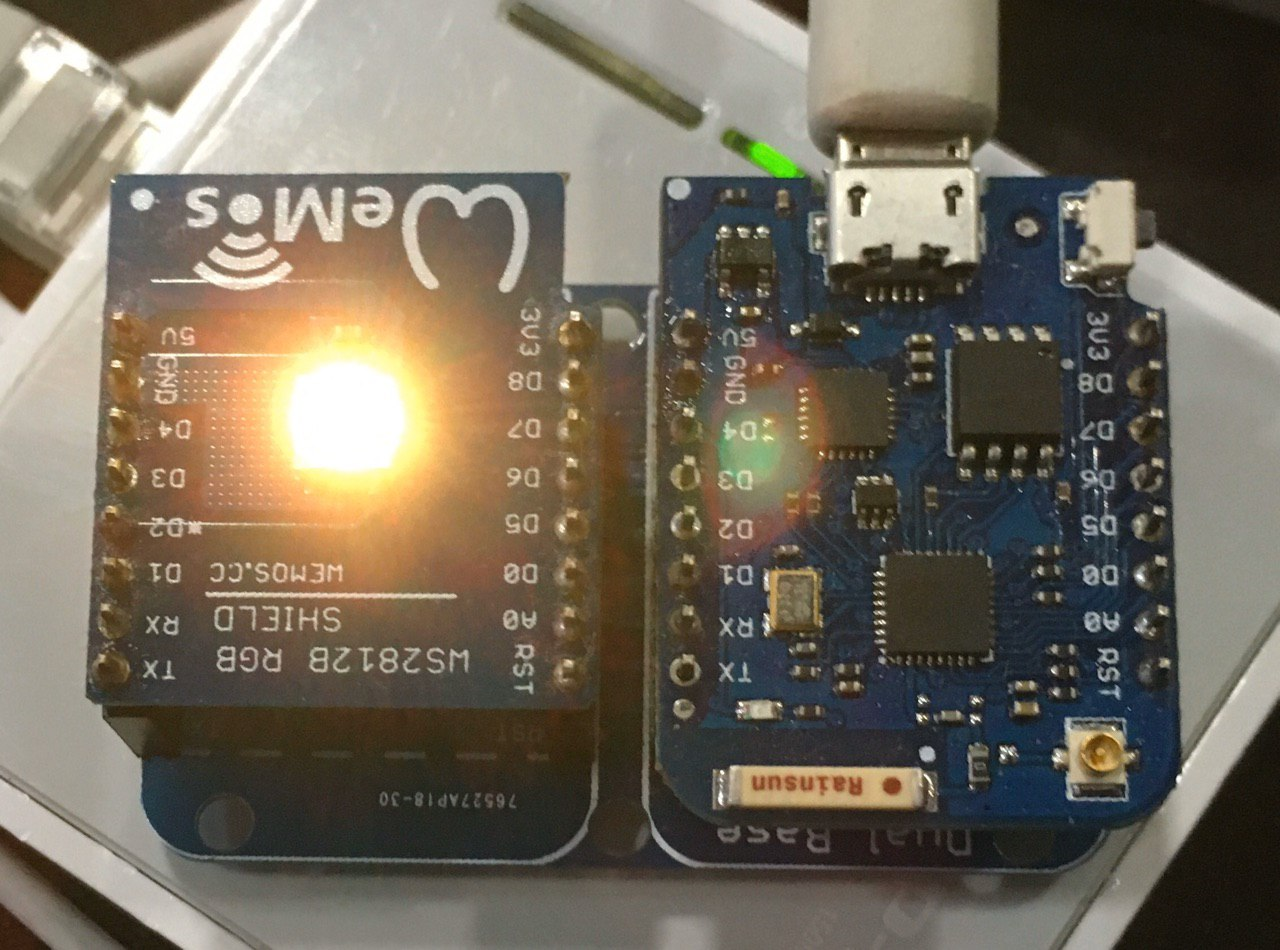 Dual Base
Rainsun
RST
A0
D0
D5
D6
D7
D8
3V3
TX
RX
D1
D2
D3
D4
GND
5V
76527AP18-30
RST
WS2812B RGB
SHIELD
WEMOS.CC
RST
A0
D0
D5
D6
D7
D8
3V3
TX
RX
D1
*D2
D3
D4
GND
5V
WeMos